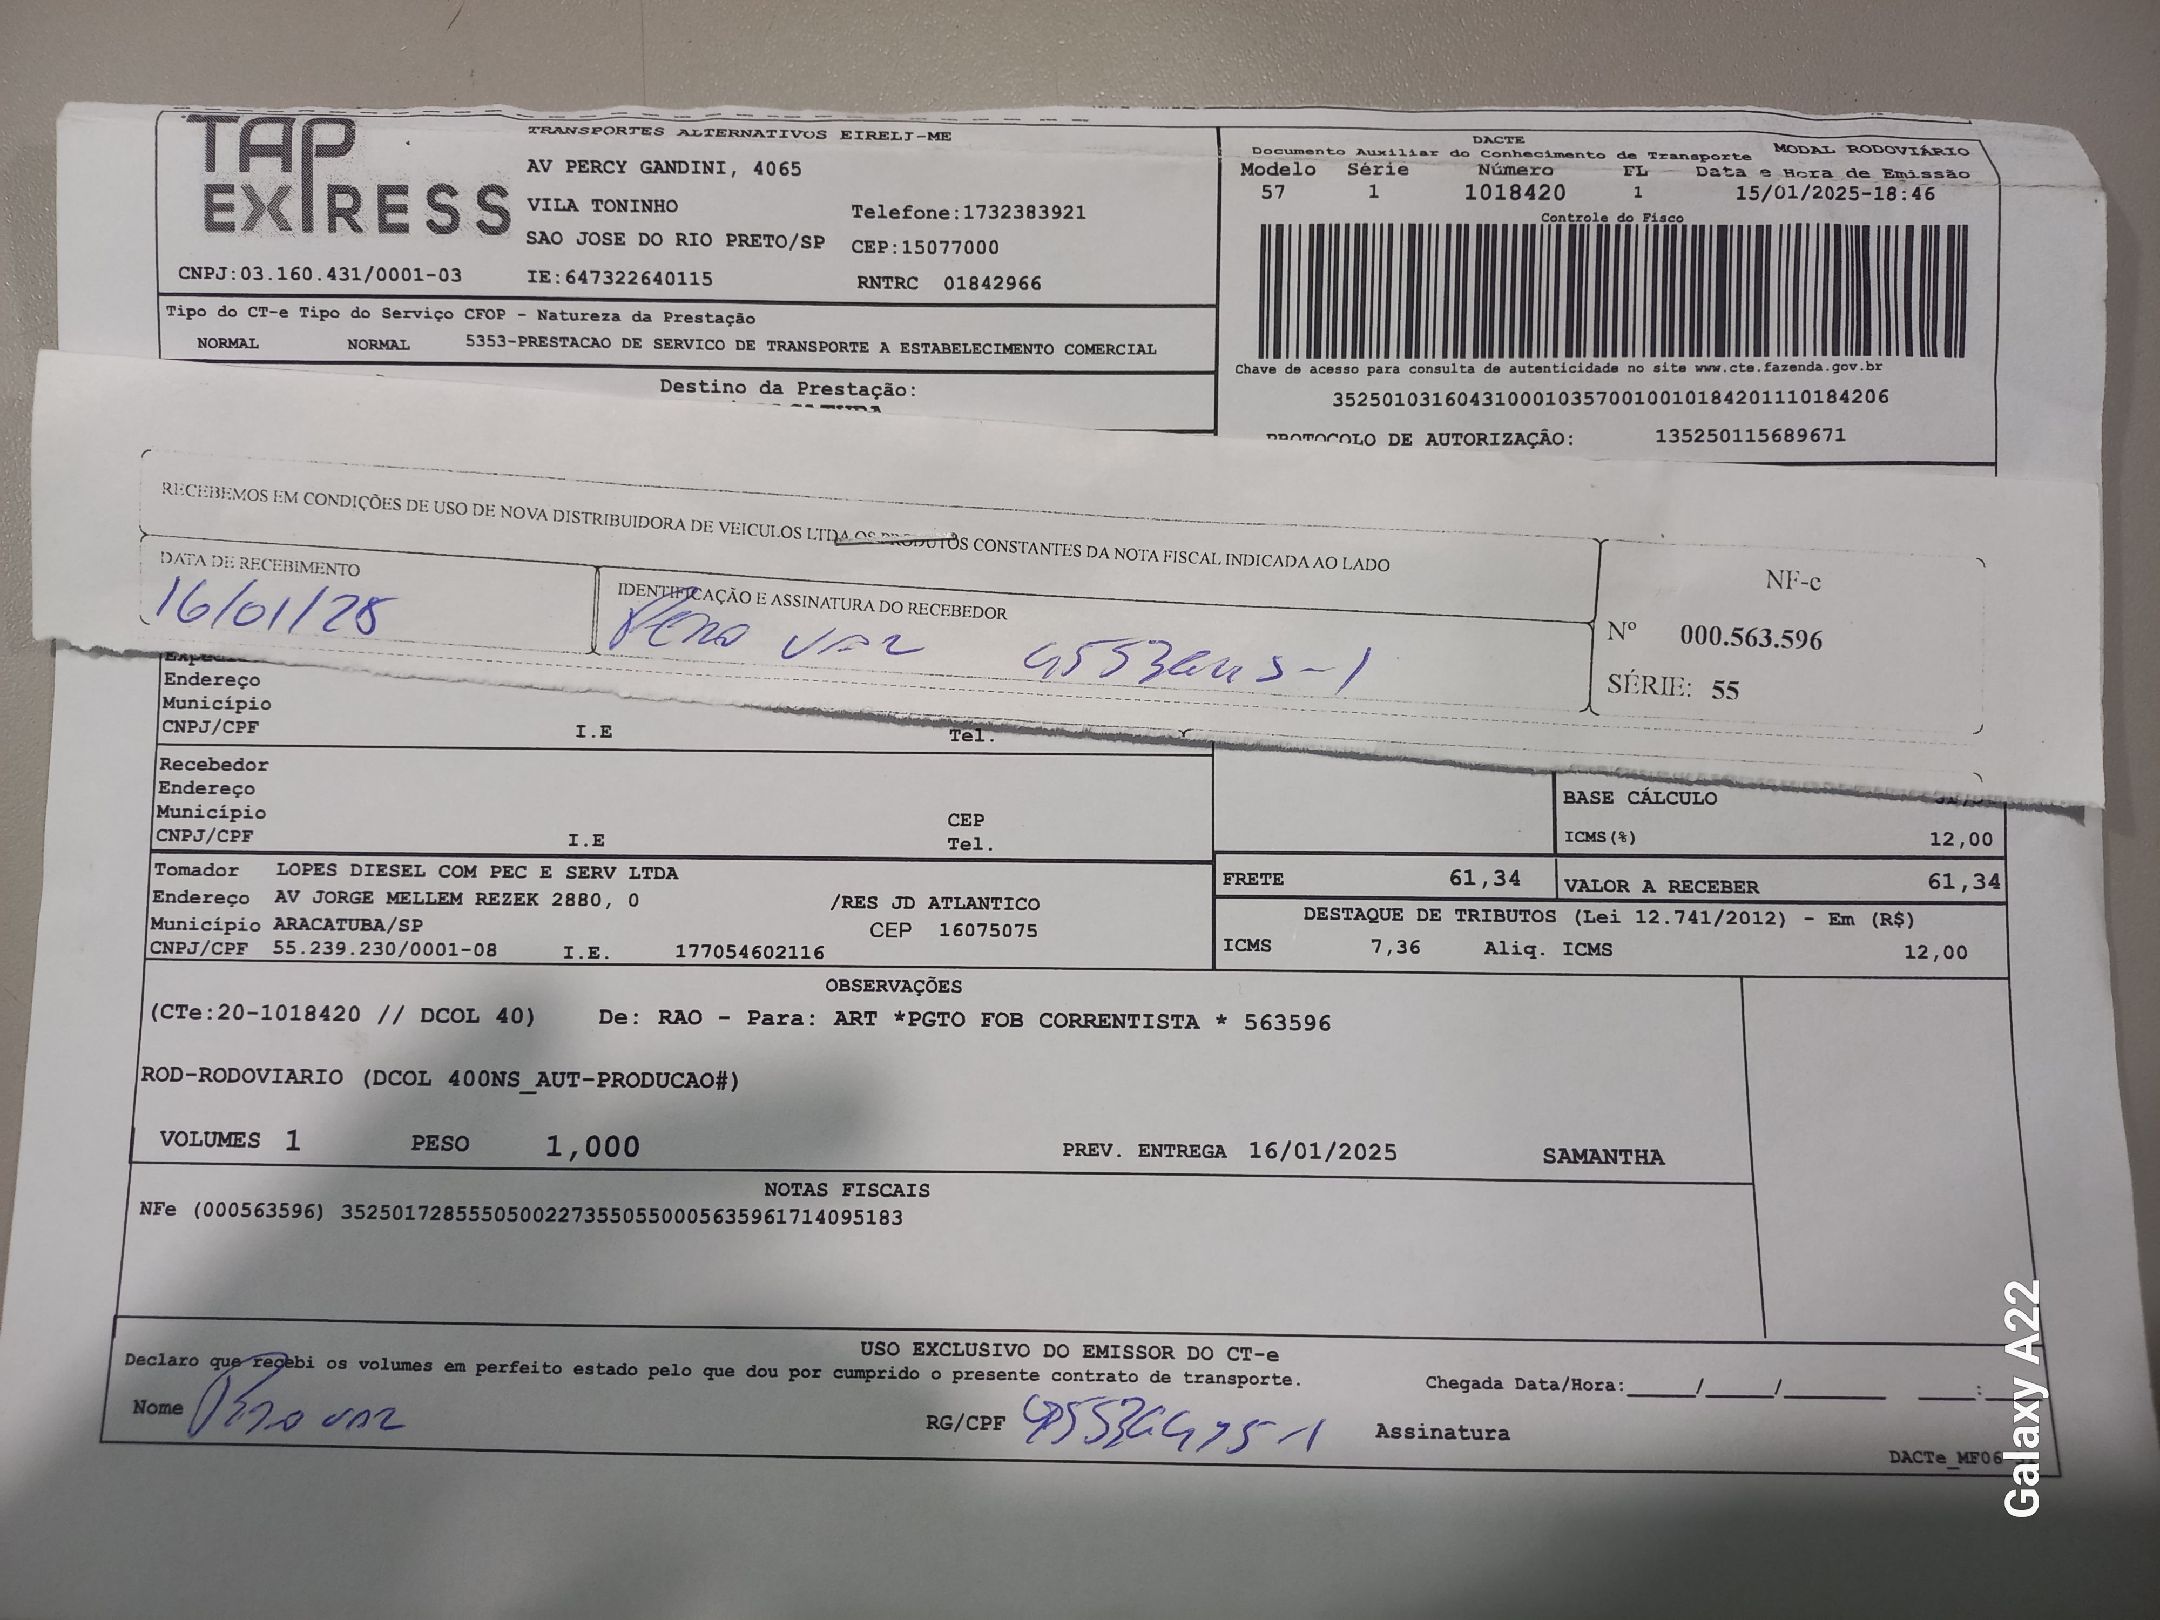 TAP EXPRESS
TRANSPORTES ALTERNATIVOS EIRELI-ME
AV PERCY GANDINI, 4065
VILA TONINHO
Telefone:1732383921
SAO JOSE DO RIO PRETO/SP CEP:15077000
CNPJ:03.160.431/0001-03 IE:647322640115 RNTRC 01842966
DACTE
Documento Auxiliar do Conhecimento de Transporte MODAL RODOVIÁRIO
Modelo Série Número FL Data e Hora de Emissão
57 1 1018420 1 15/01/2025-18:46
Controle do Fisco
Chave de acesso para consulta de autenticidade no site www.cte.fazenda.gov.br
35250103160431000103570010010184201110184206
PROTOCOLO DE AUTORIZAÇÃO: 135250115689671
Tipo do CT-e Tipo do Serviço CFOP - Natureza da Prestação
NORMAL NORMAL 5353-PRESTACAO DE SERVICO DE TRANSPORTE A ESTABELECIMENTO COMERCIAL
Destino da Prestação:
RECEBEMOS EM CONDIÇÕES DE USO DE NOVA DISTRIBUIDORA DE VEICULOS LTDA OS PRODUTOS CONSTANTES DA NOTA FISCAL INDICADA AO LADO
DATA DE RECEBIMENTO
16/01/25
IDENTIFICAÇÃO E ASSINATURA DO RECEBEDOR
NF-e
Nº 000.563.596
SÉRIE: 55
Endereço
Município
CNPJ/CPF I.E Tel.
Recebedor
Endereço
Município CEP
CNPJ/CPF I.E Tel.
BASE CÁLCULO
ICMS(%) 12,00
Tomador LOPES DIESEL COM PEC E SERV LTDA
Endereço AV JORGE MELLEM REZEK 2880, 0 /RES JD ATLANTICO
Município ARACATUBA/SP CEP 16075075
CNPJ/CPF 55.239.230/0001-08 I.E. 177054602116
FRETE 61,34 VALOR A RECEBER 61,34
DESTAQUE DE TRIBUTOS (Lei 12.741/2012) - Em (R$)
ICMS 7,36 Aliq. ICMS 12,00
OBSERVAÇÕES
(CTe:20-1018420 // DCOL 40) De: RAO - Para: ART *PGTO FOB CORRENTISTA * 563596
ROD-RODOVIARIO (DCOL 400NS_AUT-PRODUCAO#)
VOLUMES 1 PESO 1,000 PREV. ENTREGA 16/01/2025 SAMANTHA
NOTAS FISCAIS
NFe (000563596) 35250172855505002273550550005635961714095183
USO EXCLUSIVO DO EMISSOR DO CT-e
Declaro que recebi os volumes em perfeito estado pelo que dou por cumprido o presente contrato de transporte.
Chegada Data/Hora:_____/_____/________ ____:
Nome
RG/CPF
Assinatura
DACTe_MF06
Galaxy A22